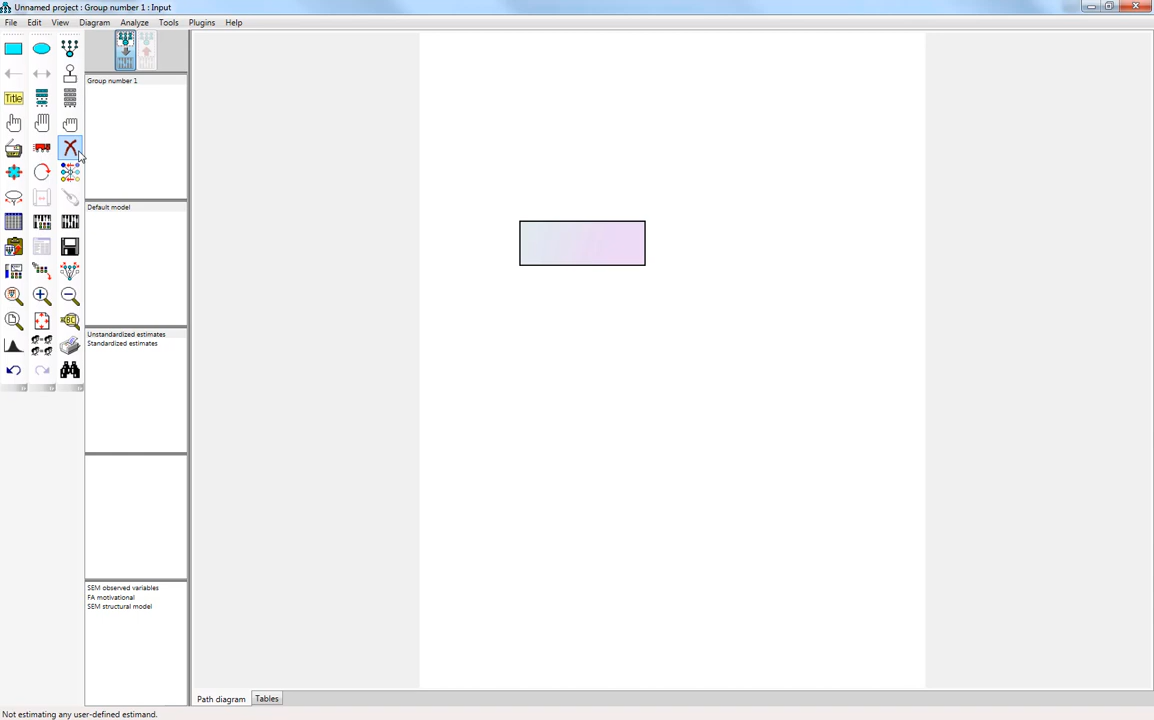 Unnamed project : Group number 1 : Input
File Edit View Diagram Analyze Tools Plugins Help
Title
Group number 1
Default model
Unstandardized estimates
Standardized estimates
ABC
SEM observed variables
FA motivational
SEM structural model
Path diagram Tables
Not estimating any user-defined estimand.